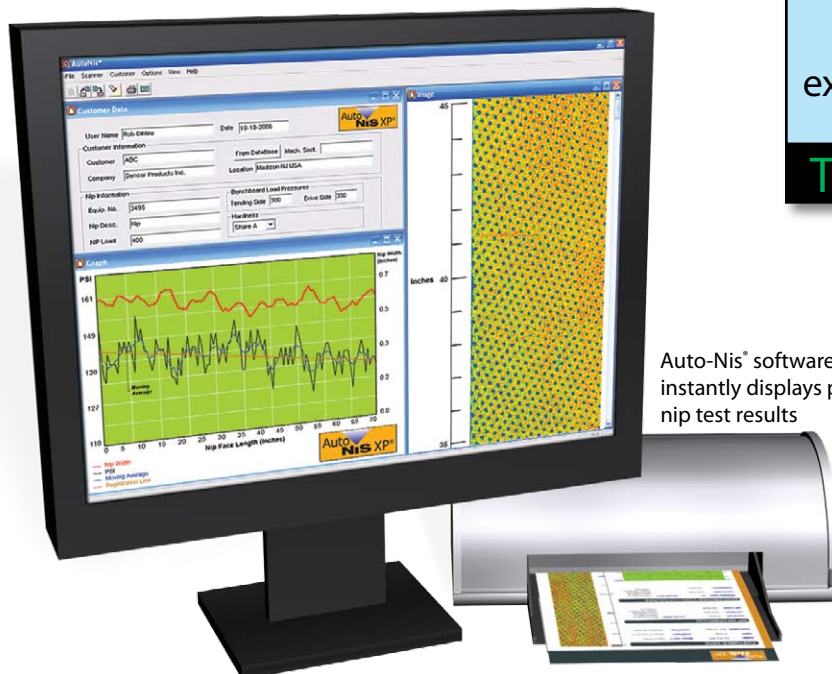 AutoNis®
File Scanner Customer Options View Help
Customer Data
Auto NIS XP®
User Name Rob DiNieu
Date 10-19-2006
Customer Information
Customer ABC
From DataBase Mach. Sect.
Company Sensor Products Inc.
Location Madison NJ USA
Nip Information
Equip. No. 3495
Nip Desc. Nip
NIP Load 400
Benchboard Load Pressures
Tending Side 300 Drive Side 350
Hardness
Shore A
Graph
PSI
Nip Width
(Inches)
161
149
138
127
110
0.7
0.5
0.3
0.2
0.0
Moving
Average
0 5 10 15 20 25 30 35 40 45 50 55 60 65 70
Nip Face Length (Inches)
Auto NIS XP®
Nip Width
PSI
Moving Average
Registration Line
Image
45
Inches 40
35
ex
T
Auto-Nis® software
instantly displays p
nip test results